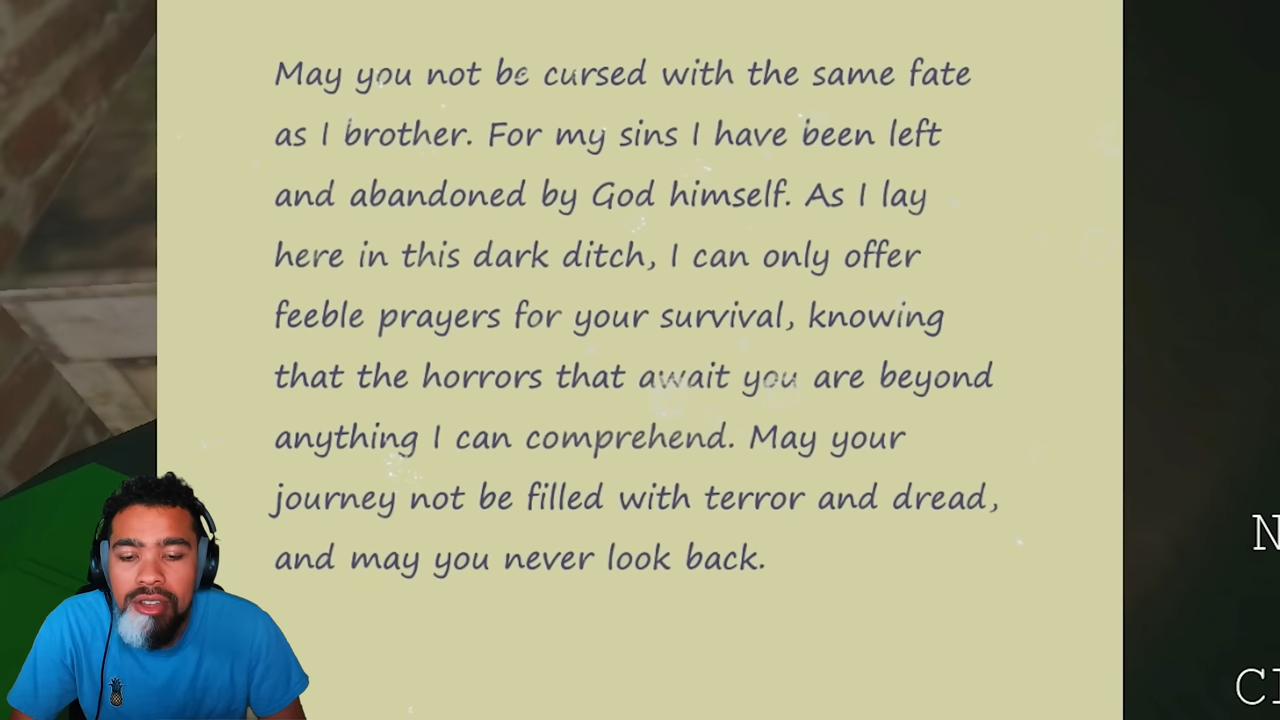 May you not be cursed with the same fate
as I brother. For my sins I have been left
and abandoned by God himself. As I lay
here in this dark ditch, I can only offer
feeble prayers for your survival, knowing
that the horrors that await you are beyond
anything I can comprehend. May your
journey not be filled with terror and dread,
and may you never look back.